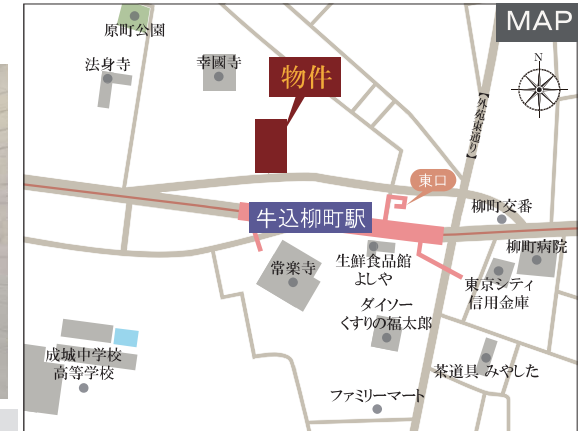 MAP
原町公園
法身寺
幸國寺
物件
N
【外苑東通り】
東口
柳町交番
牛込柳町駅
柳町病院
常楽寺
生鮮食品館
よしや
東京シティ
信用金庫
ダイソー
くすりの福太郎
成城中学校
高等学校
茶道具 みやした
ファミリーマート